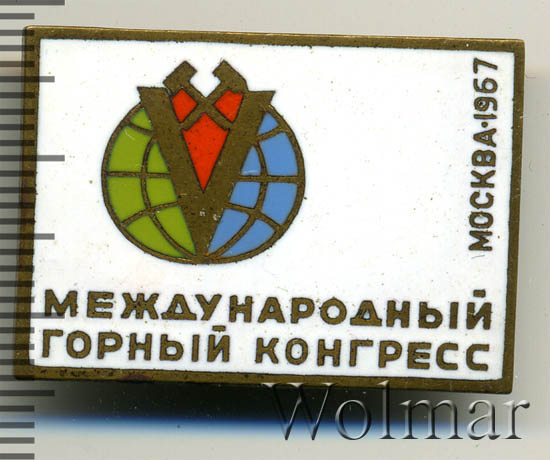 V
МОСКВА·1967
МЕЖДУНАРОДНЫЙ
ГОРНЫЙ КОНГРЕСС
Wolmar